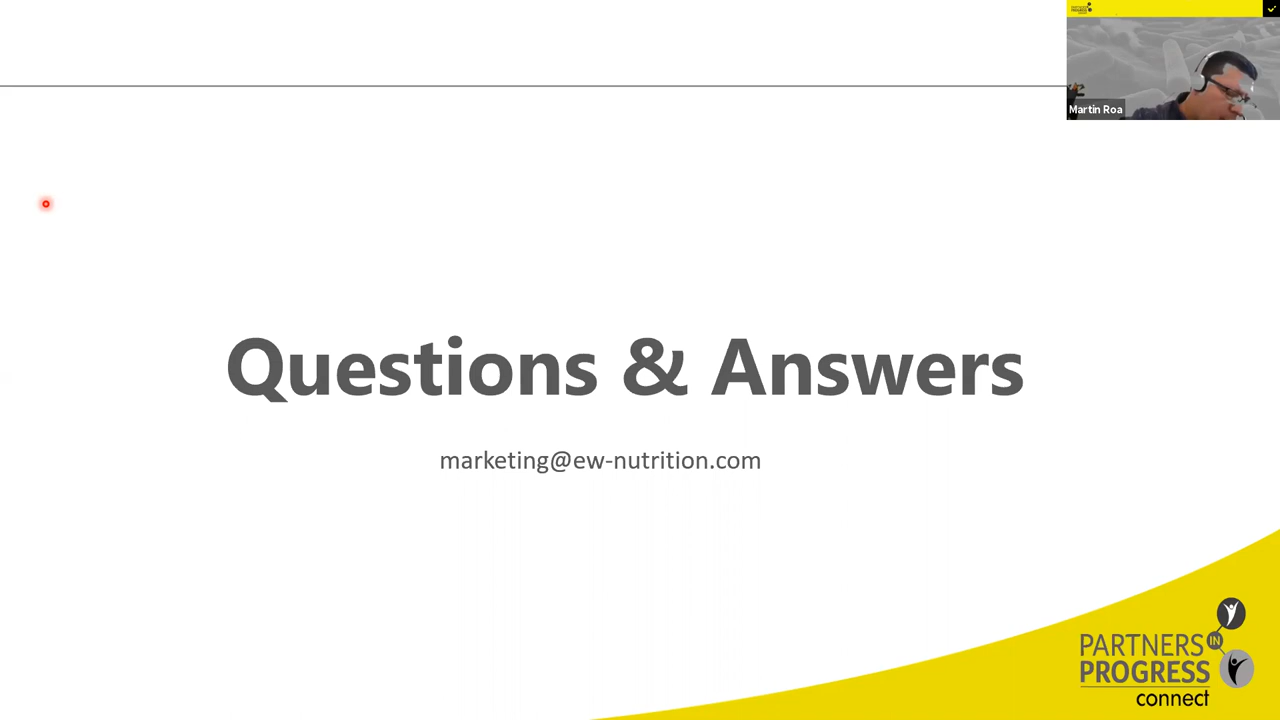 Martin Roa
Questions & Answers
marketing@ew-nutrition.com
PARTNERS
IN
PROGRESS
connect